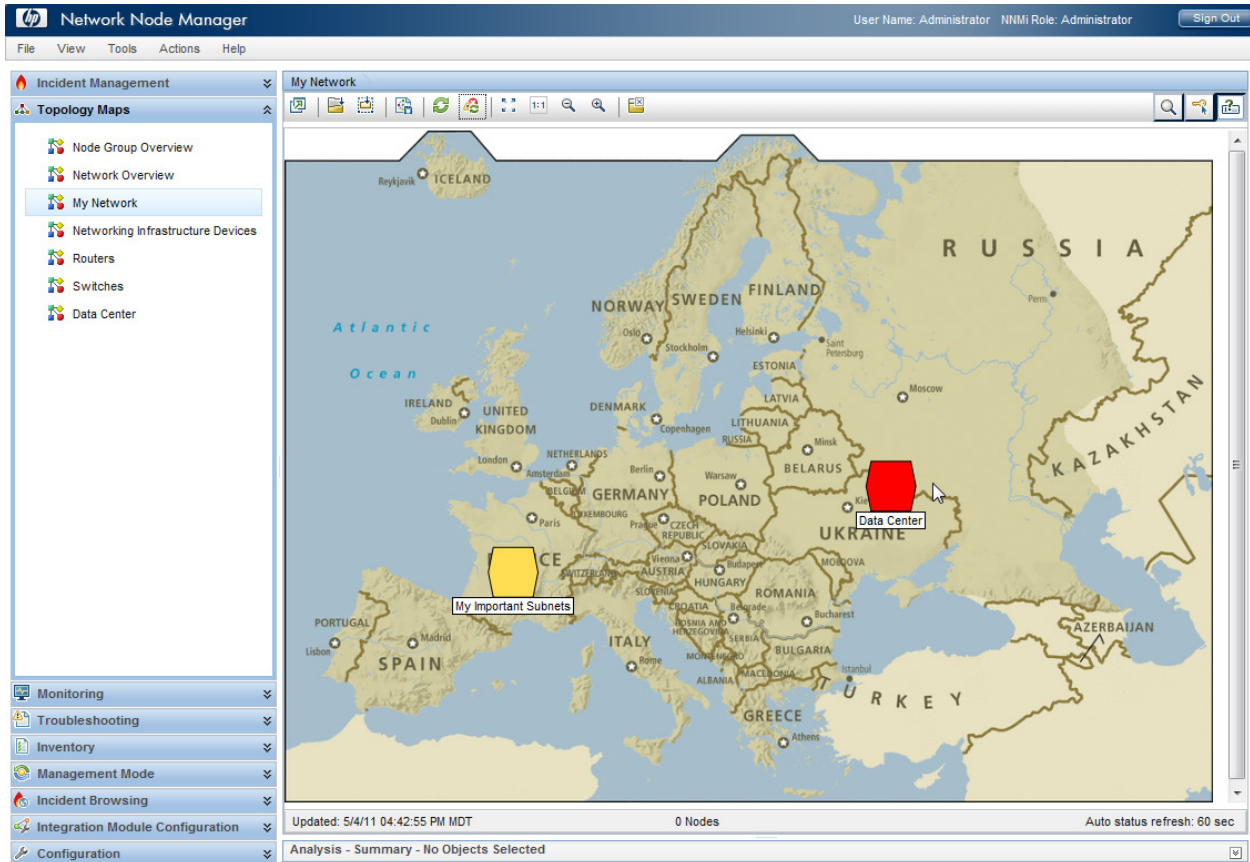 hp Network Node Manager
User Name: Administrator NNMi Role: Administrator
Sign Out
File View Tools Actions Help
Incident Management
Topology Maps
Node Group Overview
Network Overview
My Network
Networking Infrastructure Devices
Routers
Switches
Data Center
Monitoring
Troubleshooting
Inventory
Management Mode
Incident Browsing
Integration Module Configuration
Configuration
My Network
1:1
Reykjavik
ICELAND
RUSSIA
Perm
NORWAY
SWEDEN
FINLAND
Oslo
Helsinki
Stockholm
Saint
Petersburg
Atlantic
Ocean
ESTONIA
Moscow
LATVIA
IRELAND
Dublin
UNITED
KINGDOM
DENMARK
Copenhagen
LITHUANIA
RUSSIA
KAZAKHSTAN
Minsk
BELARUS
London
NETHERLANDS
Amsterdam
Berlin
Warsaw
BELGIUM
GERMANY
POLAND
LUXEMBOURG
Paris
Prague
CZECH
REPUBLIC
Data Center
UKRAINE
SLOVAKIA
Vienna
AUSTRIA
Budapest
MOLDOVA
SWITZERLAND
HUNGARY
SLOVENIA
ROMANIA
My Important Subnets
CROATIA
Belgrade
Bucharest
BOSNIA AND
HERZEGOVINA
SERBIA
PORTUGAL
Lisbon
Madrid
SPAIN
ITALY
Rome
MONTENEGRO
BULGARIA
AZERBAIJAN
ALBANIA
MACEDONIA
Istanbul
TURKEY
GREECE
Athens
Updated: 5/4/11 04:42:55 PM MDT
0 Nodes
Auto status refresh: 60 sec
Analysis - Summary - No Objects Selected